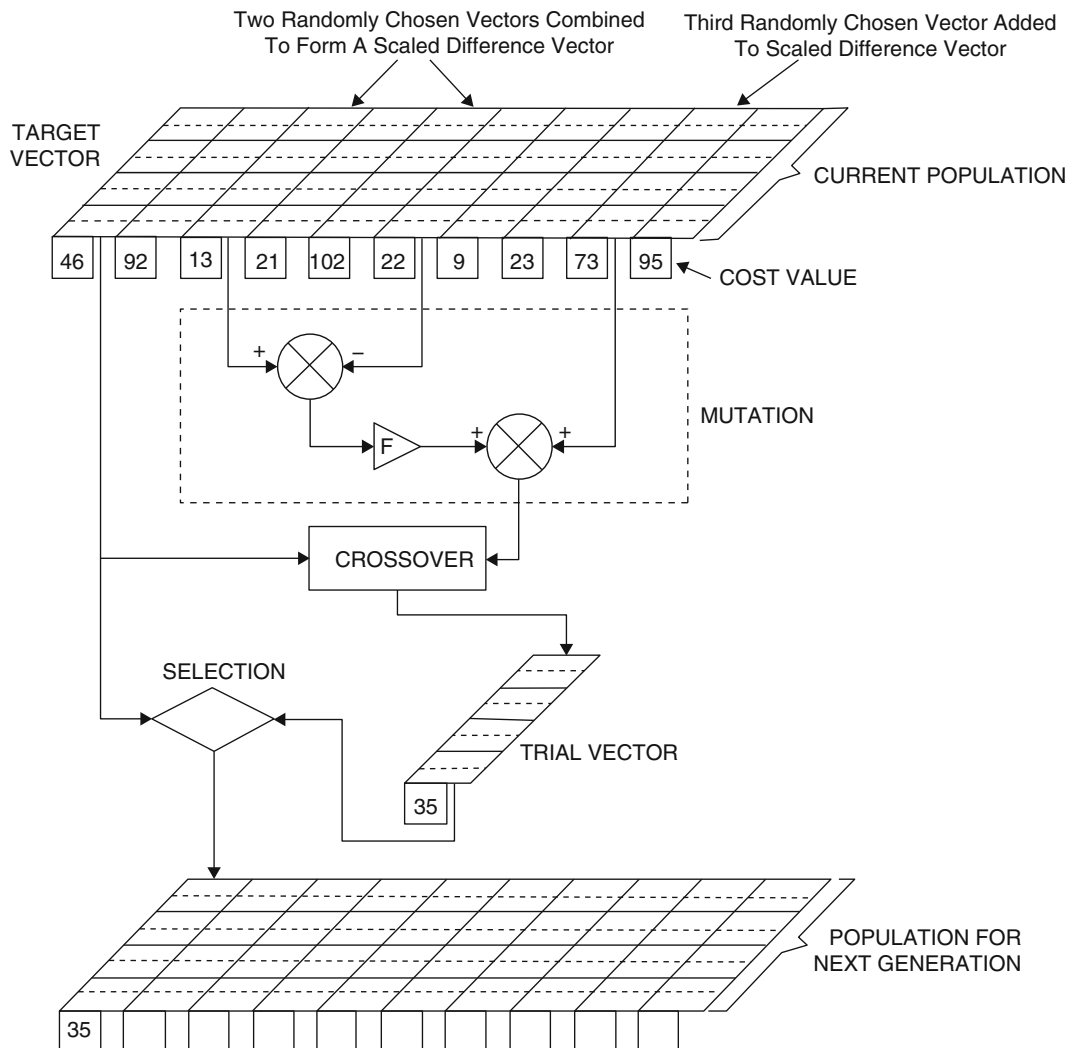 Two Randomly Chosen Vectors Combined
To Form A Scaled Difference Vector
Third Randomly Chosen Vector Added
To Scaled Difference Vector
TARGET
VECTOR
CURRENT POPULATION
46 92 13 21 102 22 9 23 73 95
COST VALUE
+ −
MUTATION
F + +
CROSSOVER
SELECTION
TRIAL VECTOR
35
POPULATION FOR
NEXT GENERATION
35